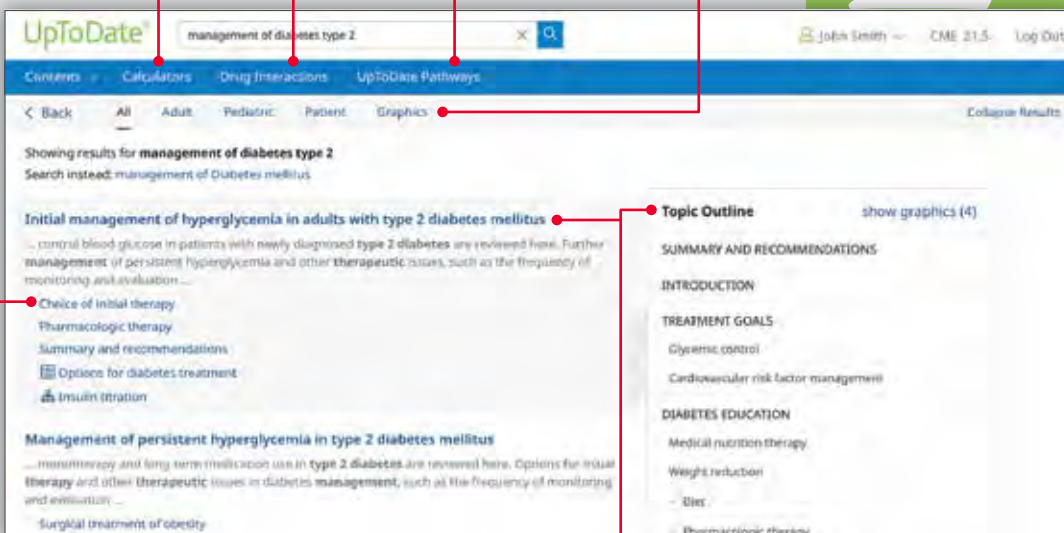 UpToDate®
management of diabetes type 2
John Smith
CME 21.5
Log Out
Contents
Calculators
Drug Interactions
UpToDate Pathways
Back
All
Adult
Pediatric
Patient
Graphics
Collapse Results
Showing results for management of diabetes type 2
Search instead: management of Diabetes mellitus
Initial management of hyperglycemia in adults with type 2 diabetes mellitus
... control blood glucose in patients with newly diagnosed type 2 diabetes are reviewed here. Further
management of persistent hyperglycemia and other therapeutic issues, such as the frequency of
monitoring and evaluation ...
Choice of initial therapy
Pharmacologic therapy
Summary and recommendations
Options for diabetes treatment
Insulin titration
Management of persistent hyperglycemia in type 2 diabetes mellitus
... monotherapy and long-term medication use in type 2 diabetes are reviewed here. Options for initial
therapy and other therapeutic issues in diabetes management, such as the frequency of monitoring
and evaluation ...
Surgical treatment of obesity
Topic Outline
show graphics (4)
SUMMARY AND RECOMMENDATIONS
INTRODUCTION
TREATMENT GOALS
Glycemic control
Cardiovascular risk factor management
DIABETES EDUCATION
Medical nutrition therapy
Weight reduction
- Diet
- Pharmacologic therapy